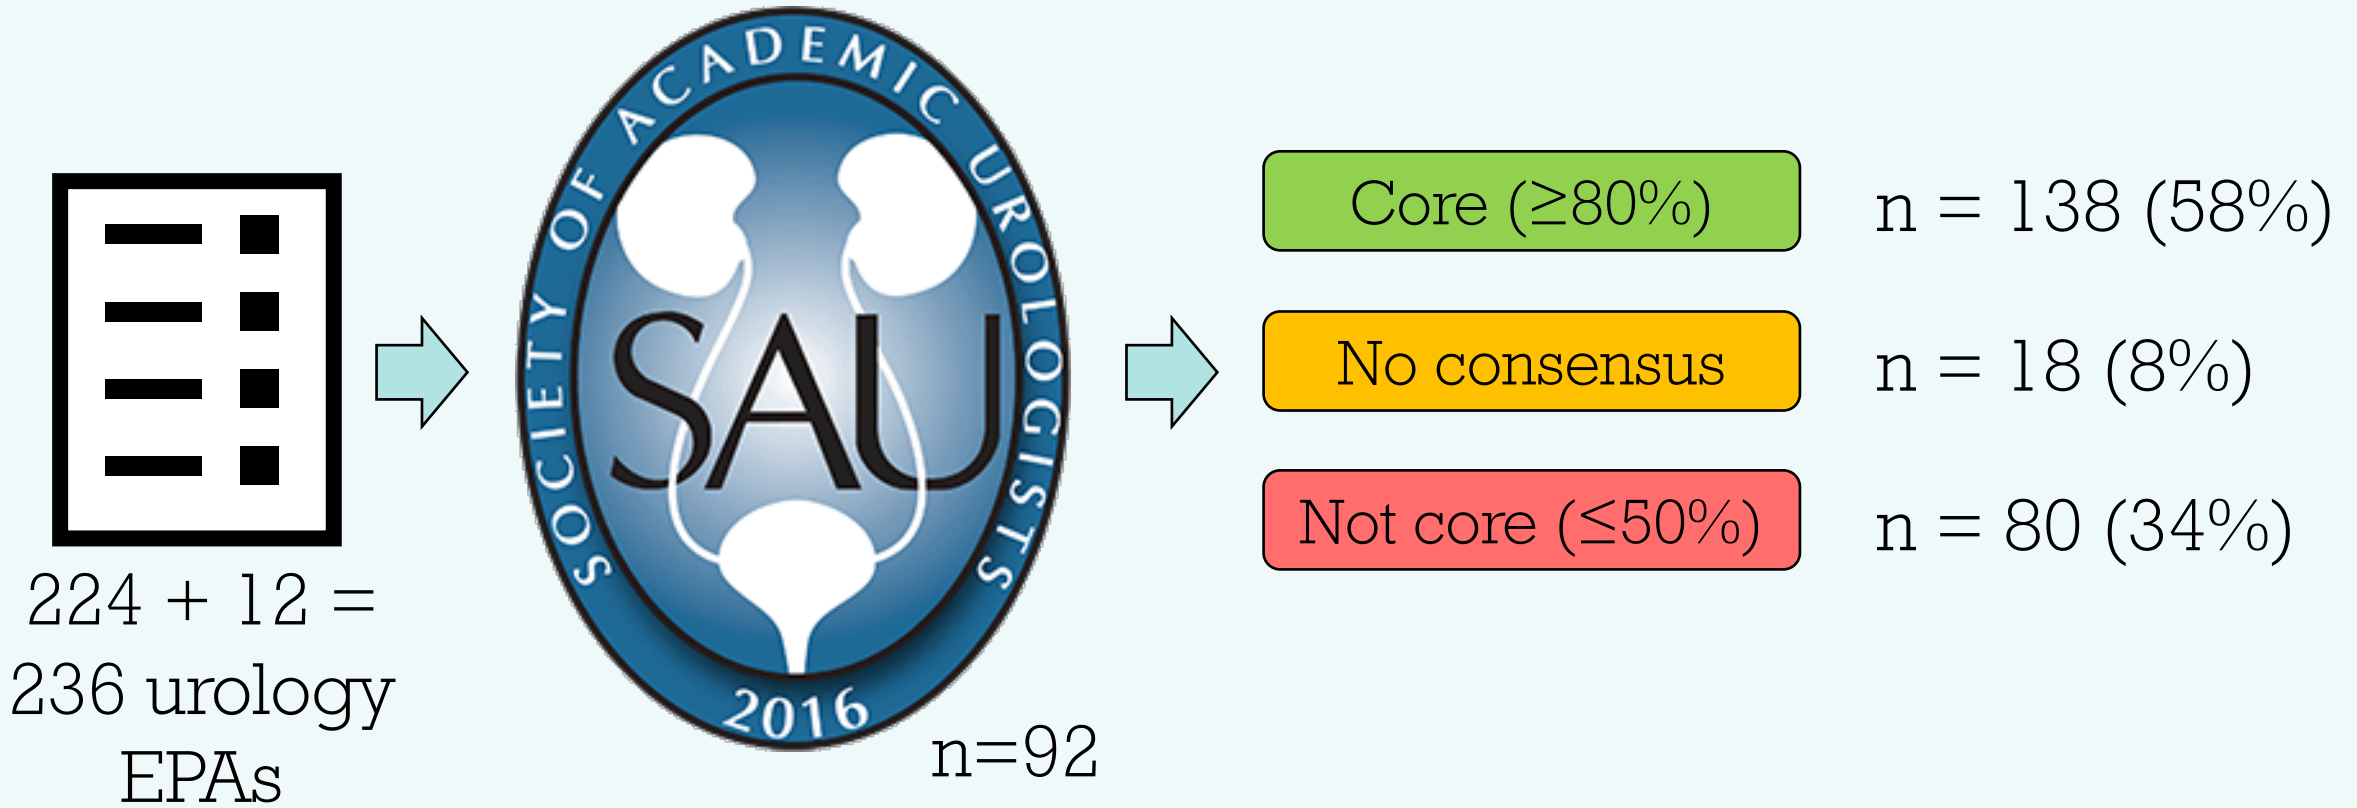 224 + 12 =
236 urology
EPAs
SOCIETY OF ACADEMIC UROLOGISTS
SAU
2016
n=92
Core (≥80%)
n = 138 (58%)
No consensus
n = 18 (8%)
Not core (≤50%)
n = 80 (34%)